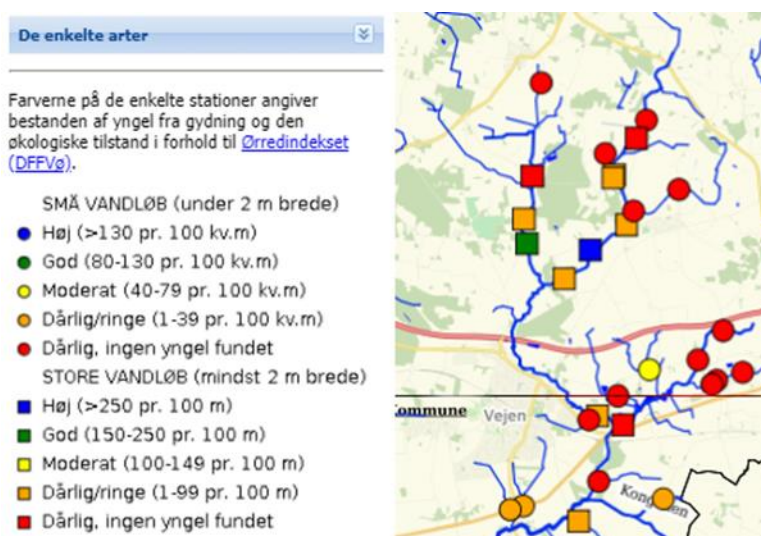 De enkelte arter
Farverne på de enkelte stationer angiver
bestanden af yngel fra gydning og den
økologiske tilstand i forhold til Ørredindekset
(DFFVø).
SMÅ VANDLØB (under 2 m brede)
Høj (>130 pr. 100 kv.m)
God (80-130 pr. 100 kv.m)
Moderat (40-79 pr. 100 kv.m)
Dårlig/ringe (1-39 pr. 100 kv.m)
Dårlig, ingen yngel fundet
STORE VANDLØB (mindst 2 m brede)
Høj (>250 pr. 100 m)
God (150-250 pr. 100 m)
Moderat (100-149 pr. 100 m)
Dårlig/ringe (1-99 pr. 100 m)
Dårlig, ingen yngel fundet
Kommune
Vejen